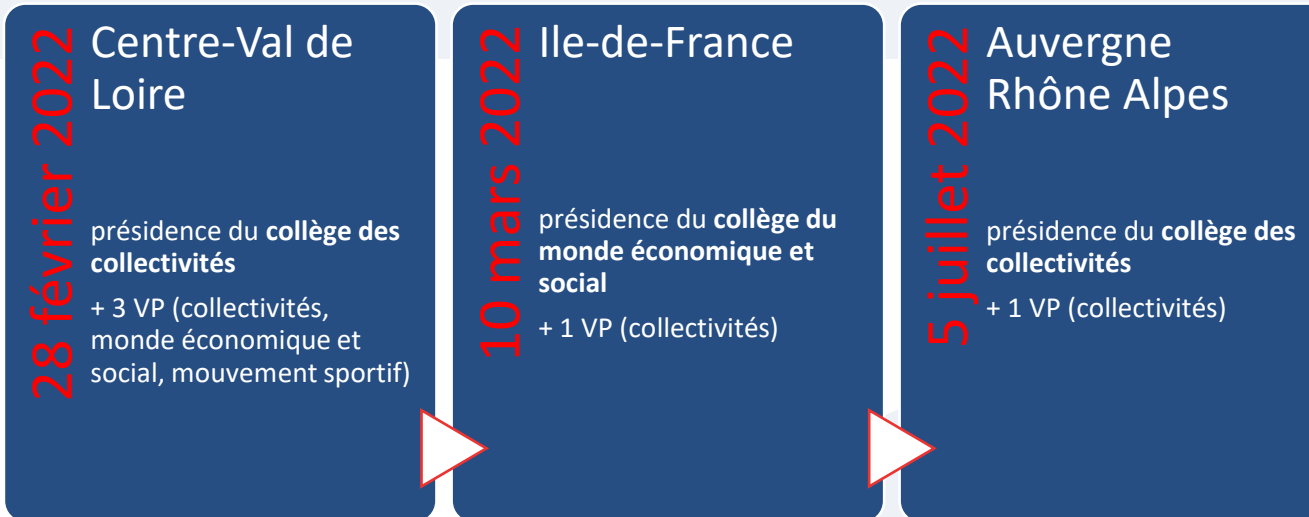 28 février 2022
Centre-Val de
Loire
présidence du collège des
collectivités
+ 3 VP (collectivités,
monde économique et
social, mouvement sportif)
10 mars 2022
Ile-de-France
présidence du collège du
monde économique et
social
+ 1 VP (collectivités)
5 juillet 2022
Auvergne
Rhône Alpes
présidence du collège des
collectivités
+ 1 VP (collectivités)